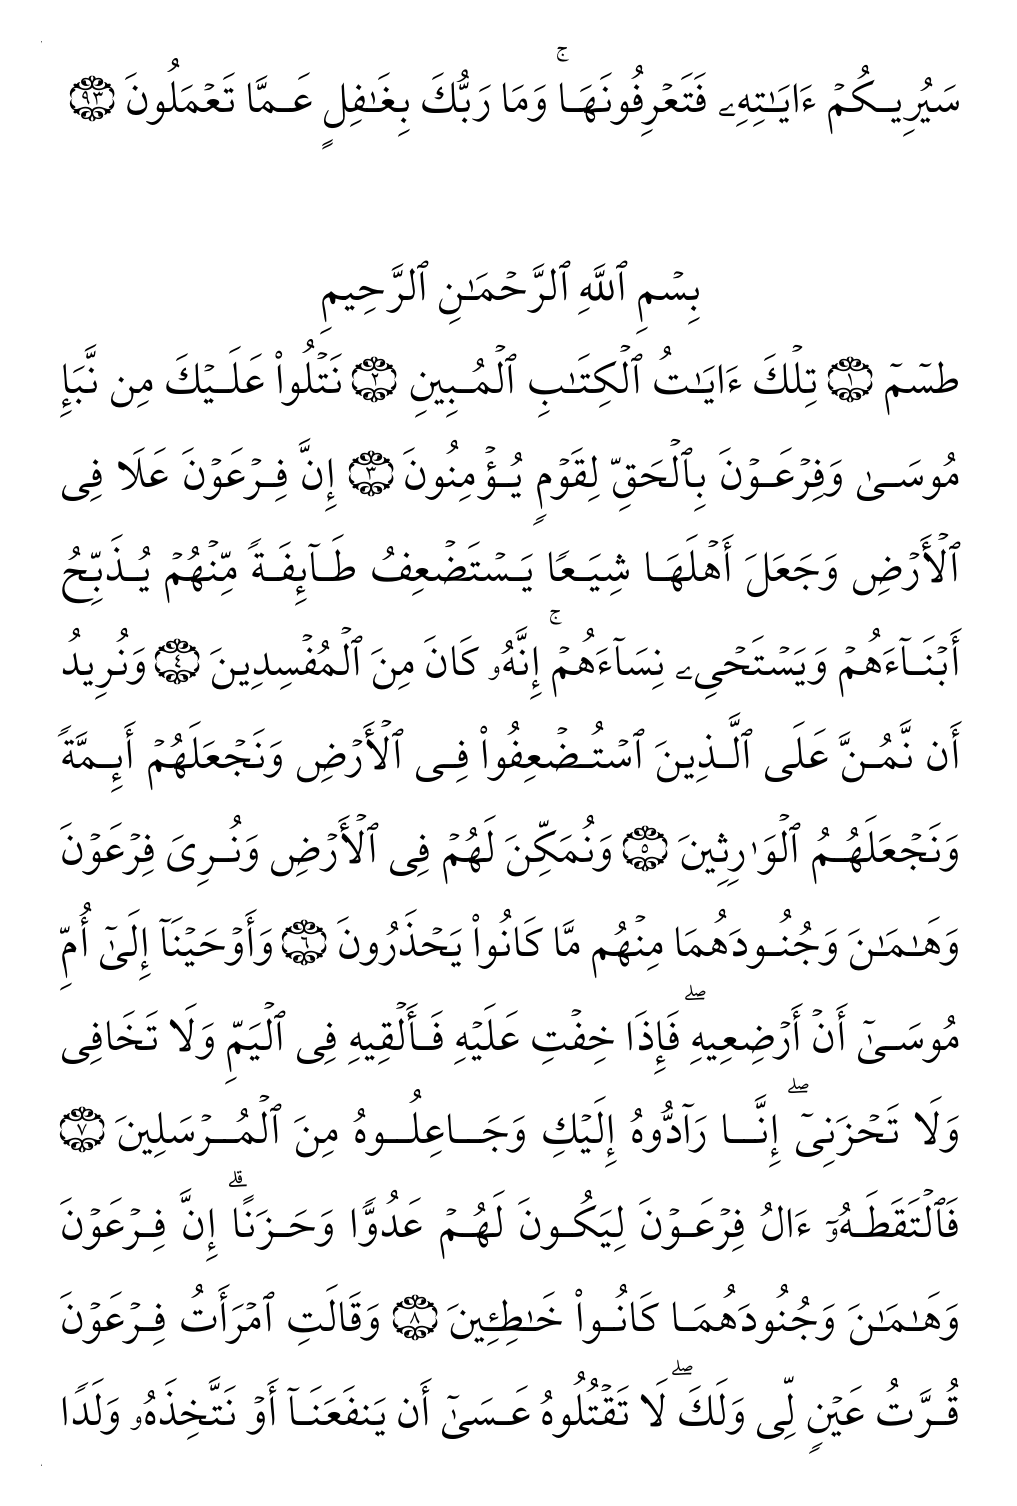 سَيُرِيكُمْ ءَايَـٰتِهِۦ فَتَعْرِفُونَهَا ۚ وَمَا رَبُّكَ بِغَـٰفِلٍ عَمَّا تَعْمَلُونَ ۝٩٣
بِسْمِ ٱللَّهِ ٱلرَّحْمَـٰنِ ٱلرَّحِيمِ
طسٓمٓ ۝١ تِلْكَ ءَايَـٰتُ ٱلْكِتَـٰبِ ٱلْمُبِينِ ۝٢ نَتْلُوا۟ عَلَيْكَ مِن نَّبَإِ
مُوسَىٰ وَفِرْعَوْنَ بِٱلْحَقِّ لِقَوْمٍ يُؤْمِنُونَ ۝٣ إِنَّ فِرْعَوْنَ عَلَا فِى
ٱلْأَرْضِ وَجَعَلَ أَهْلَهَا شِيَعًا يَسْتَضْعِفُ طَآئِفَةً مِّنْهُمْ يُذَبِّحُ
أَبْنَآءَهُمْ وَيَسْتَحْىِۦ نِسَآءَهُمْ ۚ إِنَّهُۥ كَانَ مِنَ ٱلْمُفْسِدِينَ ۝٤ وَنُرِيدُ
أَن نَّمُنَّ عَلَى ٱلَّذِينَ ٱسْتُضْعِفُوا۟ فِى ٱلْأَرْضِ وَنَجْعَلَهُمْ أَئِمَّةً
وَنَجْعَلَهُمُ ٱلْوَٰرِثِينَ ۝٥ وَنُمَكِّنَ لَهُمْ فِى ٱلْأَرْضِ وَنُرِىَ فِرْعَوْنَ
وَهَـٰمَـٰنَ وَجُنُودَهُمَا مِنْهُم مَّا كَانُوا۟ يَحْذَرُونَ ۝٦ وَأَوْحَيْنَآ إِلَىٰٓ أُمِّ
مُوسَىٰٓ أَنْ أَرْضِعِيهِ ۖ فَإِذَا خِفْتِ عَلَيْهِ فَأَلْقِيهِ فِى ٱلْيَمِّ وَلَا تَخَافِى
وَلَا تَحْزَنِىٓ ۖ إِنَّا رَآدُّوهُ إِلَيْكِ وَجَاعِلُوهُ مِنَ ٱلْمُرْسَلِينَ ۝٧
فَٱلْتَقَطَهُۥٓ ءَالُ فِرْعَوْنَ لِيَكُونَ لَهُمْ عَدُوًّا وَحَزَنًا ۗ إِنَّ فِرْعَوْنَ
وَهَـٰمَـٰنَ وَجُنُودَهُمَا كَانُوا۟ خَـٰطِـِٔينَ ۝٨ وَقَالَتِ ٱمْرَأَتُ فِرْعَوْنَ
قُرَّتُ عَيْنٍ لِّى وَلَكَ ۖ لَا تَقْتُلُوهُ عَسَىٰٓ أَن يَنفَعَنَآ أَوْ نَتَّخِذَهُۥ وَلَدًا